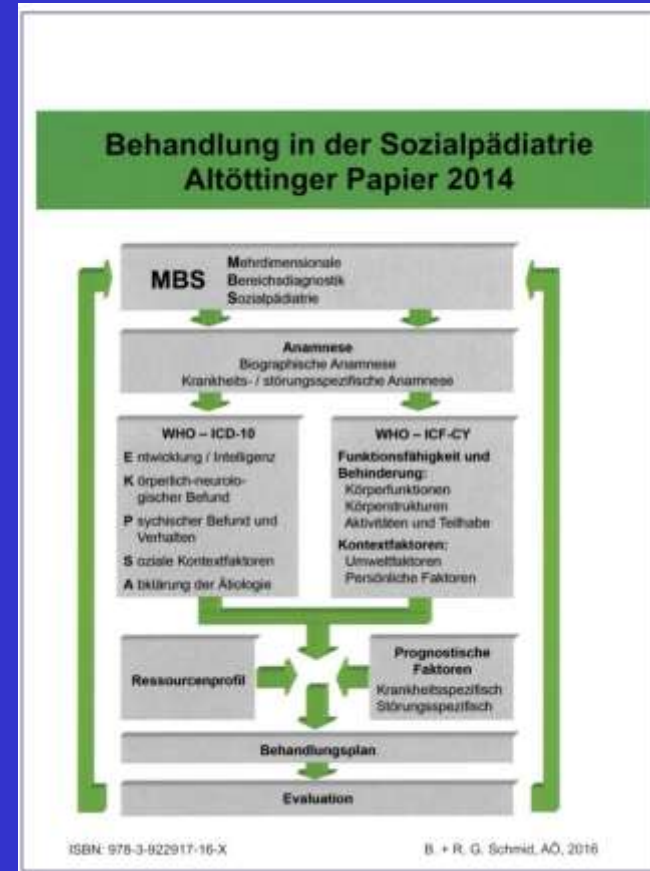 Behandlung in der Sozialpädiatrie
Altöttinger Papier 2014
MBS
Mehrdimensionale
Bereichsdiagnostik
Sozialpädiatrie
Anamnese
Biographische Anamnese
Krankheits- / störungsspezifische Anamnese
WHO – ICD-10
E ntwicklung / Intelligenz
K örperlich-neurolo-
gischer Befund
P sychischer Befund und
Verhalten
S oziale Kontextfaktoren
A bklärung der Ätiologie
WHO – ICF-CY
Funktionsfähigkeit und
Behinderung:
Körperfunktionen
Körperstrukturen
Aktivitäten und Teilhabe
Kontextfaktoren:
Umweltfaktoren
Persönliche Faktoren
Ressourcenprofil
Prognostische
Faktoren
Krankheitsspezifisch
Störungsspezifisch
Behandlungsplan
Evaluation
ISBN: 978-3-922917-16-X
B. + R. G. Schmid, AÖ, 2016